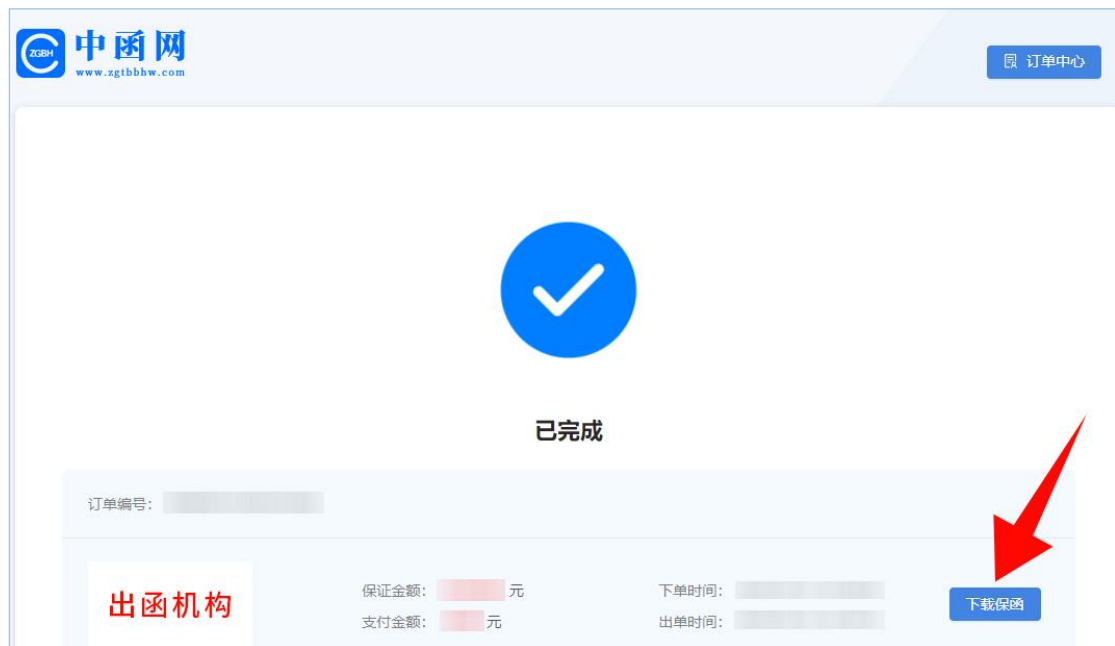 ZGBH
中函网
www.zgtbbhw.com
订单中心
已完成
订单编号：
出函机构
保证金额： 元
支付金额： 元
下单时间：
出单时间：
下载保函